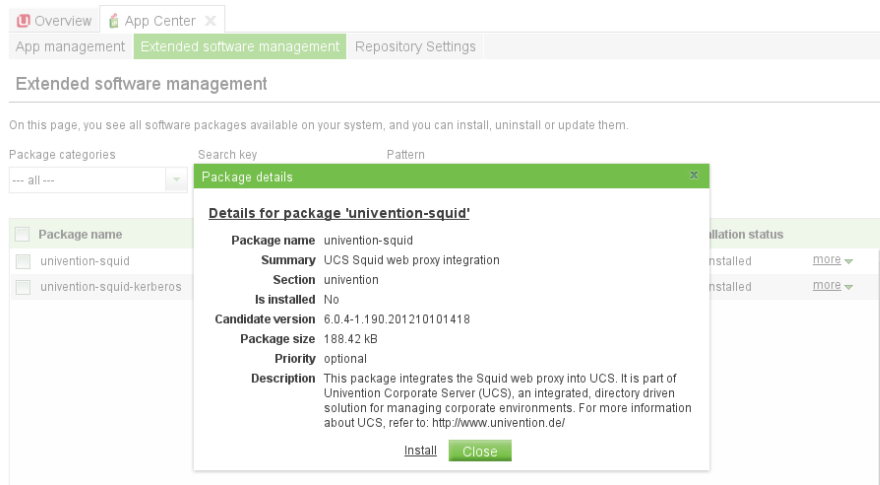 Overview App Center
App management Extended software management Repository Settings
Extended software management
On this page, you see all software packages available on your system, and you can install, uninstall or update them.
Package categories Search key Pattern
--- all ---
Package details
Details for package 'univention-squid'
Package name univention-squid
Summary UCS Squid web proxy integration
Section univention
Is installed No
Candidate version 6.0.4-1.190.201210101418
Package size 188.42 kB
Priority optional
Description This package integrates the Squid web proxy into UCS. It is part of
Univention Corporate Server (UCS), an integrated, directory driven
solution for managing corporate environments. For more information
about UCS, refer to: http://www.univention.de/
Install Close
Package name allation status
univention-squid nstalled more
univention-squid-kerberos nstalled more